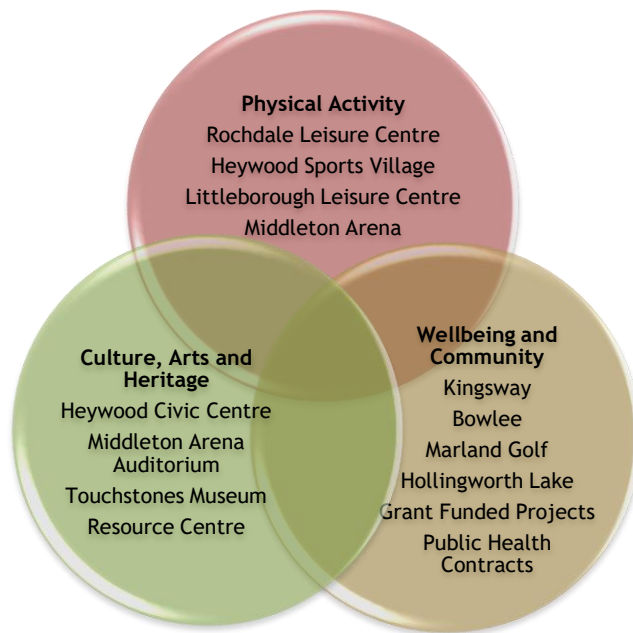 Physical Activity
Rochdale Leisure Centre
Heywood Sports Village
Littleborough Leisure Centre
Middleton Arena
Culture, Arts and
Heritage
Heywood Civic Centre
Middleton Arena
Auditorium
Touchstones Museum
Resource Centre
Wellbeing and
Community
Kingsway
Bowlee
Marland Golf
Hollingworth Lake
Grant Funded Projects
Public Health
Contracts